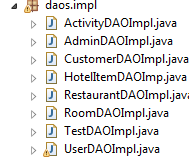 daos.impl
ActivityDAOImpl.java
AdminDAOImpl.java
CustomerDAOImpl.java
HotelItemDAOImp.java
RestaurantDAOImpl.java
RoomDAOImpl.java
TestDAOImpl.java
UserDAOImpl.java